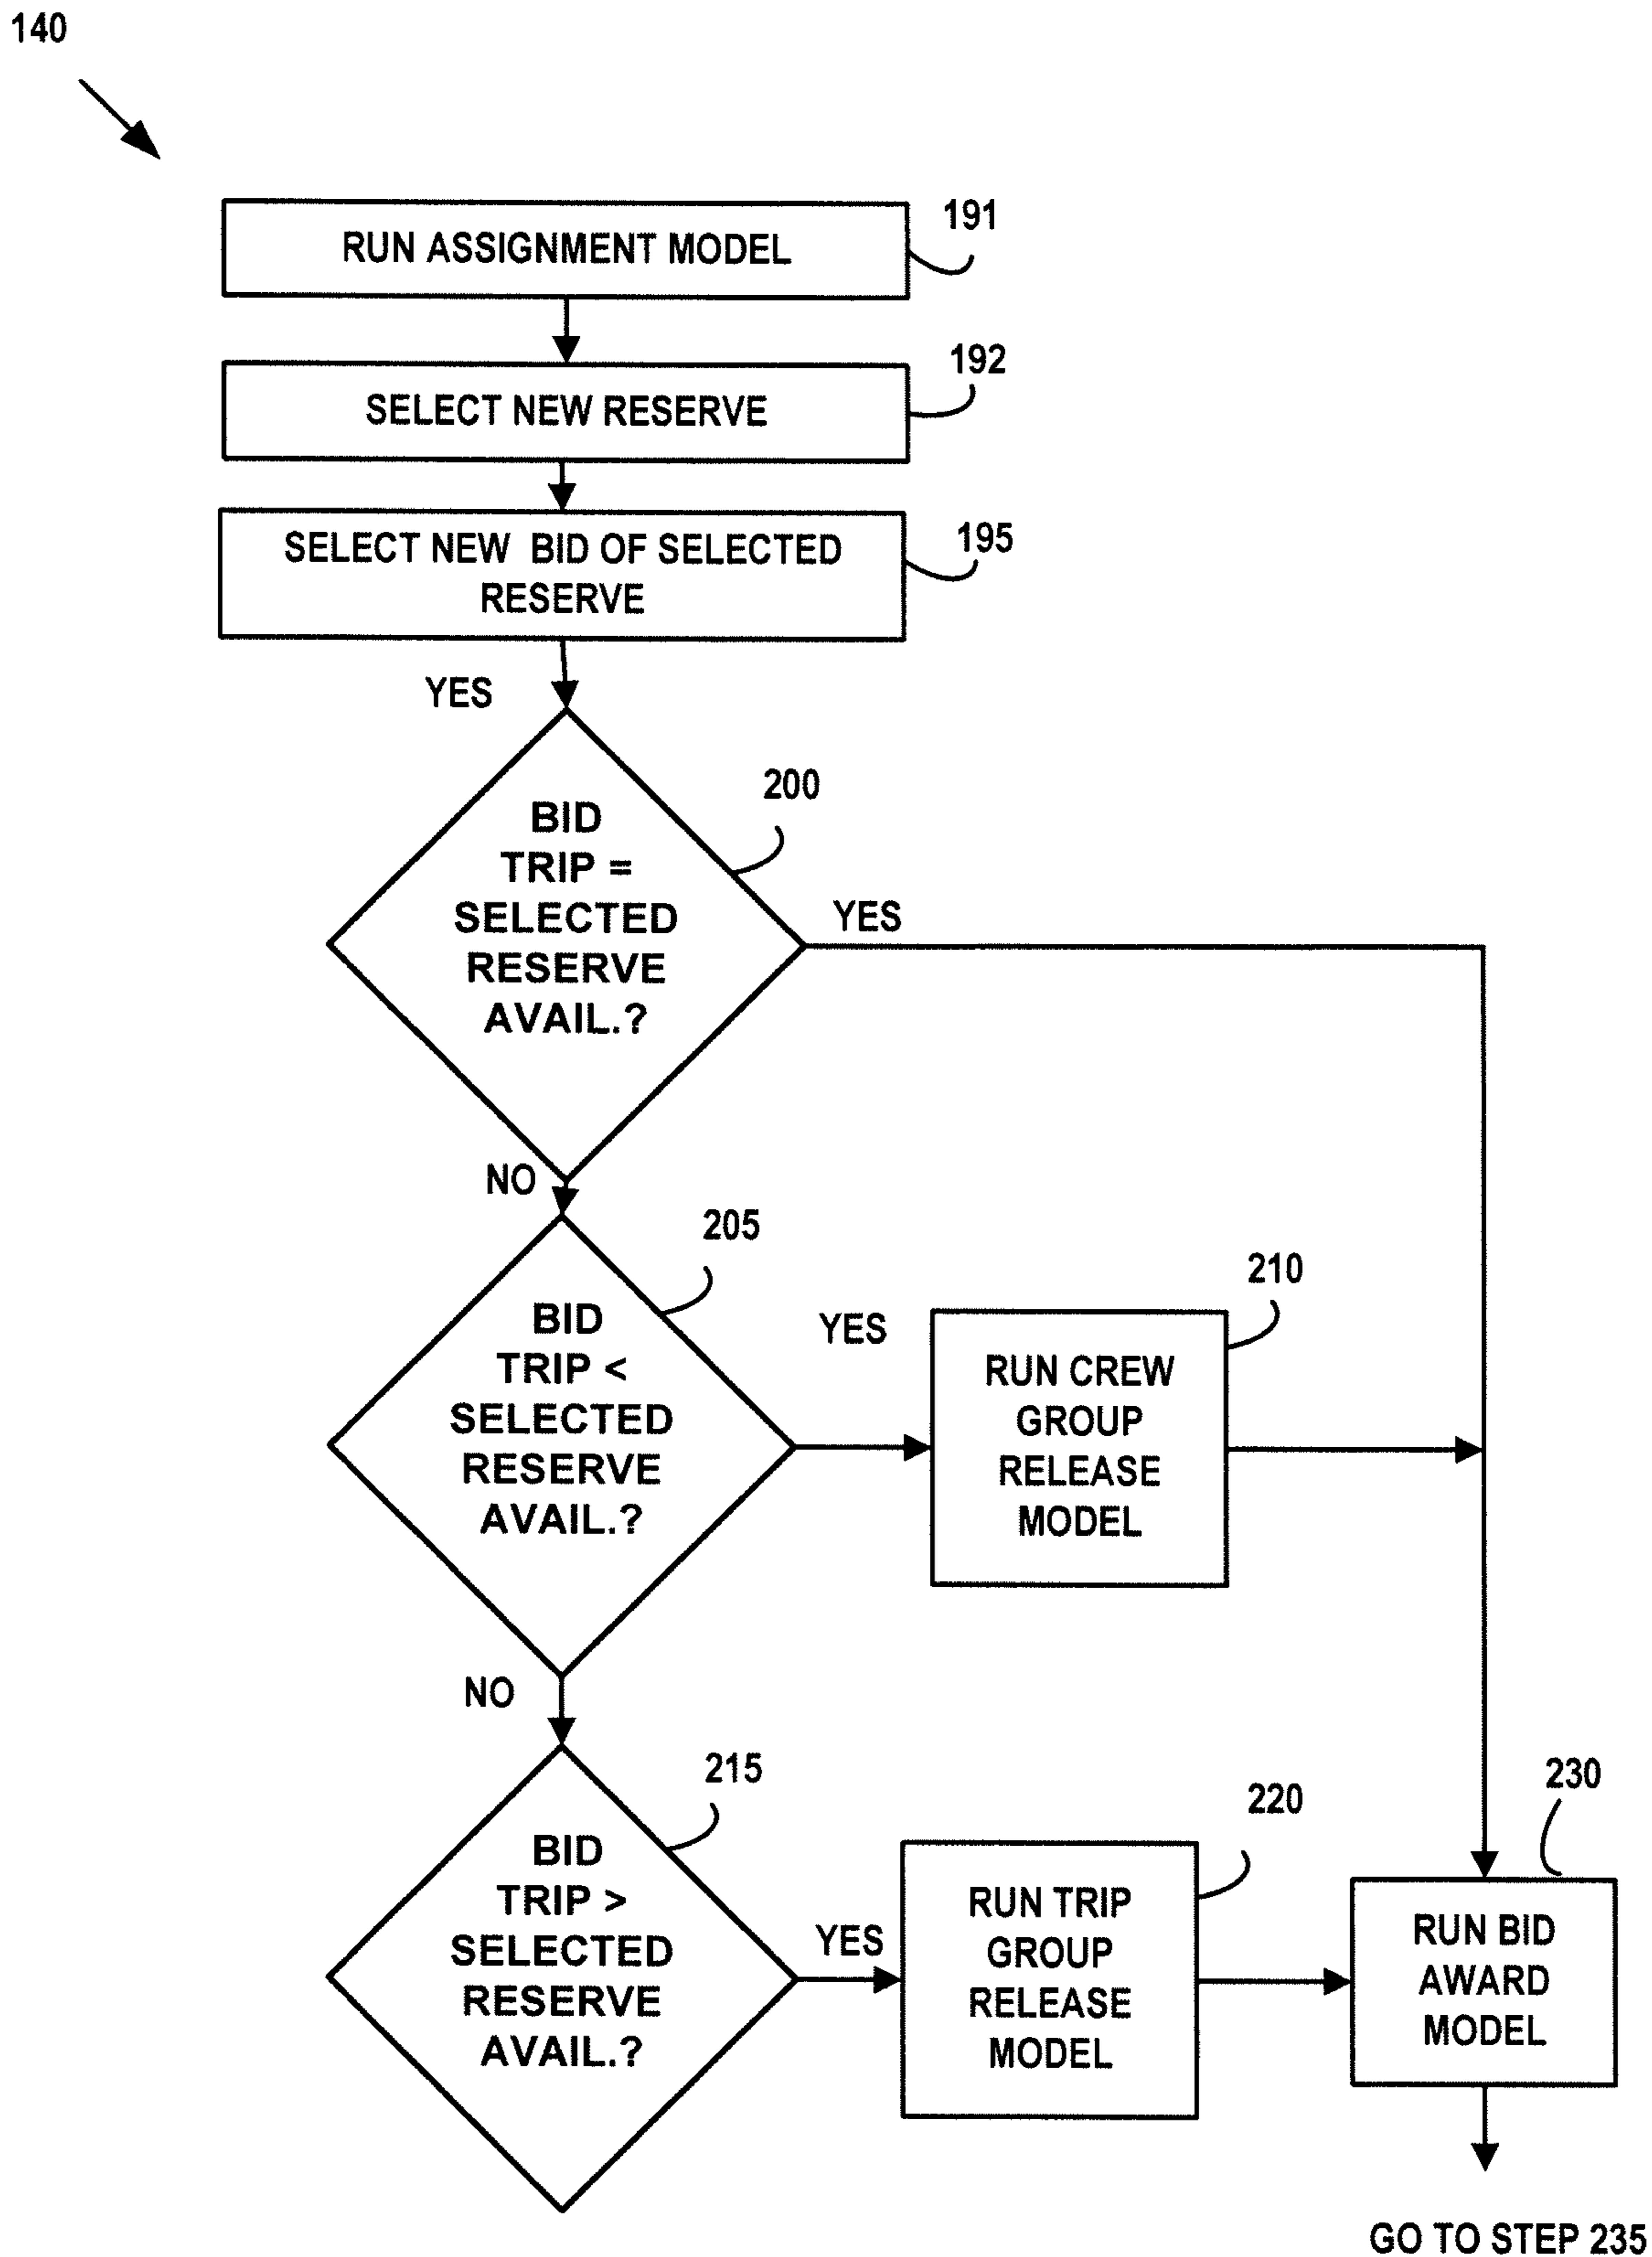 140
RUN ASSIGNMENT MODEL
191
SELECT NEW RESERVE
192
SELECT NEW BID OF SELECTED
RESERVE
195
YES
BID
TRIP =
SELECTED
RESERVE
AVAIL.?
200
YES
NO
BID
TRIP <
SELECTED
RESERVE
AVAIL.?
205
YES
RUN CREW
GROUP
RELEASE
MODEL
210
NO
BID
TRIP >
SELECTED
RESERVE
AVAIL.?
215
YES
RUN TRIP
GROUP
RELEASE
MODEL
220
RUN BID
AWARD
MODEL
230
GO TO STEP 235